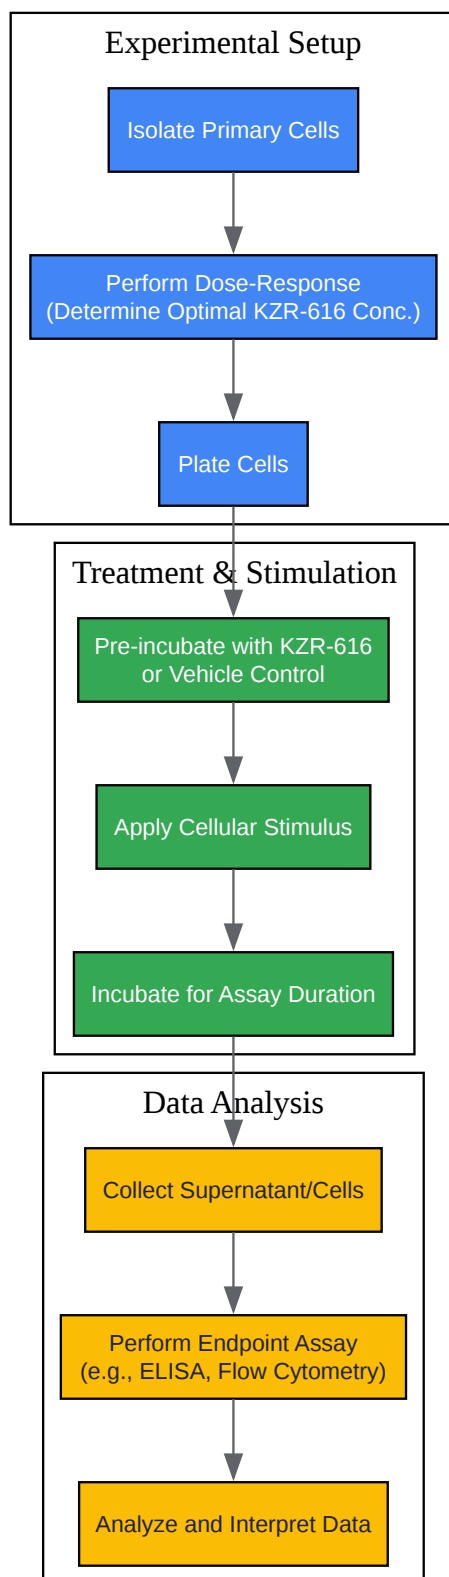 Experimental Setup
Isolate Primary Cells
Perform Dose-Response
(Determine Optimal KZR-616 Conc.)
Plate Cells
Treatment & Stimulation
Pre-incubate with KZR-616
or Vehicle Control
Apply Cellular Stimulus
Incubate for Assay Duration
Data Analysis
Collect Supernatant/Cells
Perform Endpoint Assay
(e.g., ELISA, Flow Cytometry)
Analyze and Interpret Data